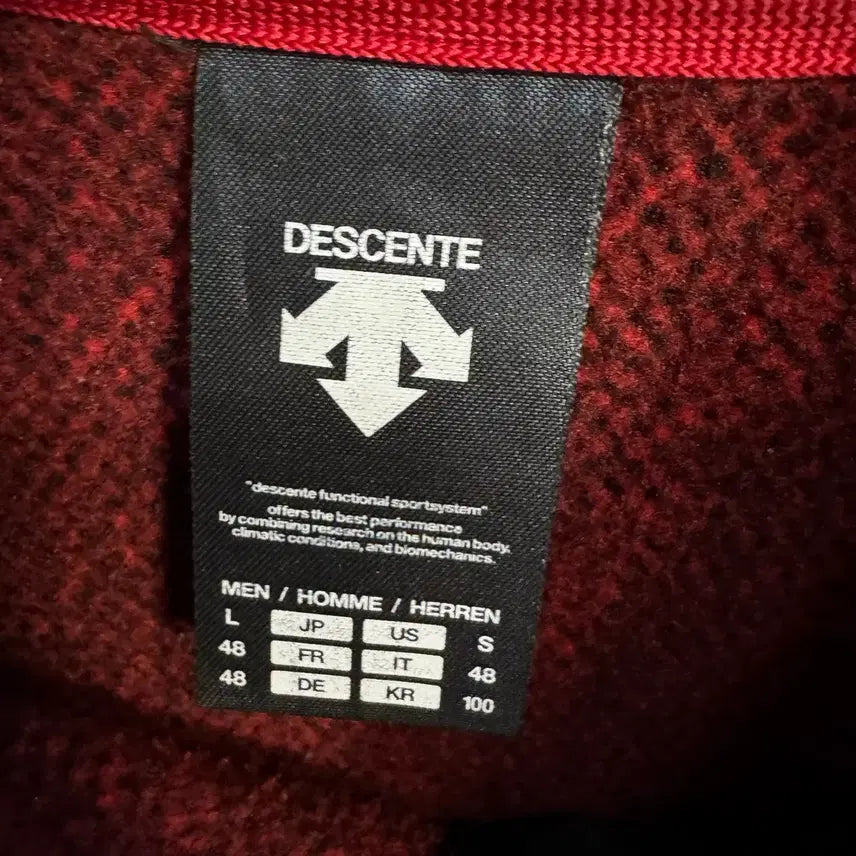 DESCENTE
"descente functional sportsystem"
offers the best performance
by combining research on the human body,
climatic conditions, and biomechanics.
MEN / HOMME / HERREN
L JP US S
48 FR IT 48
48 DE KR 100